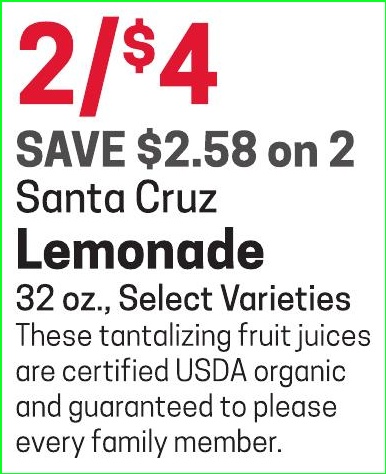 2/$4
SAVE $2.58 on 2
Santa Cruz
Lemonade
32 oz., Select Varieties
These tantalizing fruit juices
are certified USDA organic
and guaranteed to please
every family member.